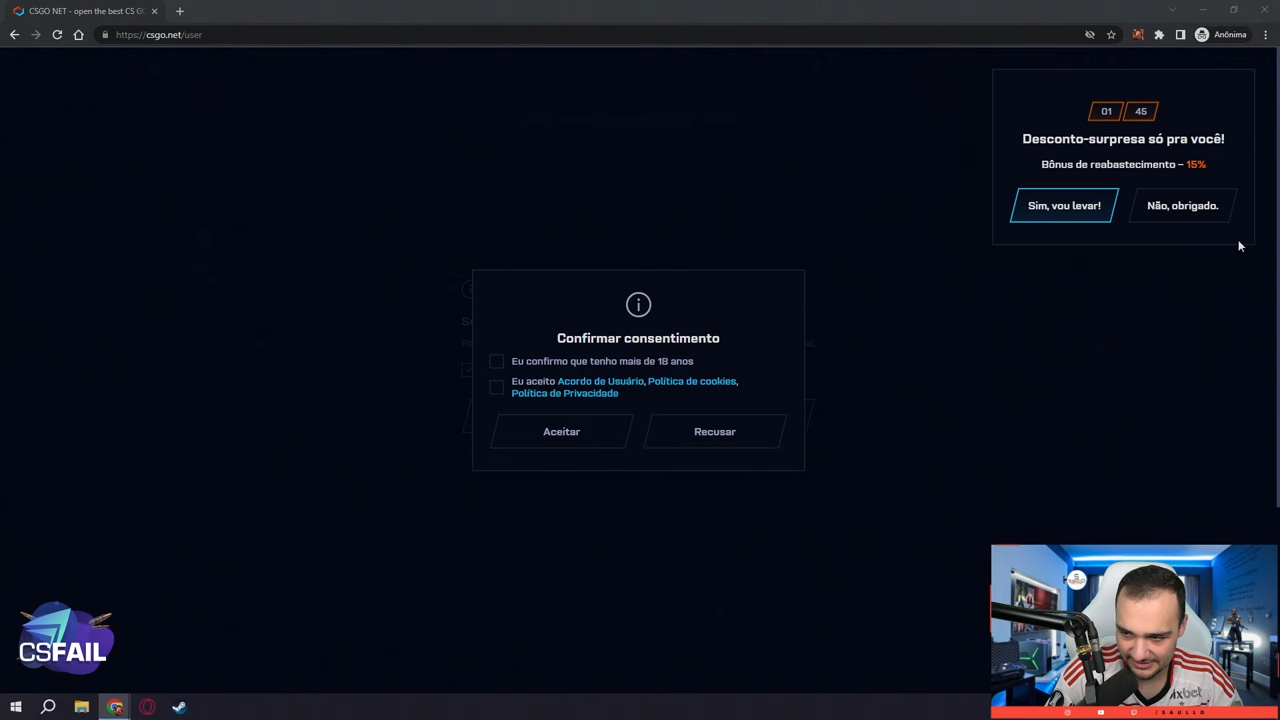 CSGO NET - open the best CS G
https://csgo.net/user
Anônima
01 45
Desconto-surpresa só pra você!
Bônus de reabastecimento – 15%
Sim, vou levar!
Não, obrigado.
Confirmar consentimento
Eu confirmo que tenho mais de 18 anos
Eu aceito Acordo de Usuário, Política de cookies,
Política de Privacidade
Aceitar
Recusar
CSFAIL
pixbet
/SAULLO